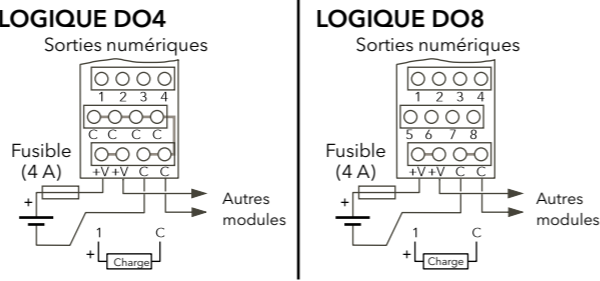 LOGIQUE DO4
Sorties numériques
1 2 3 4
C C C C
Fusible
(4 A)
+V +V C C
+
Autres
modules
1 C
+
Charge
LOGIQUE DO8
Sorties numériques
1 2 3 4
5 6 7 8
Fusible
(4 A)
+V +V C C
+
Autres
modules
1 C
+
Charge